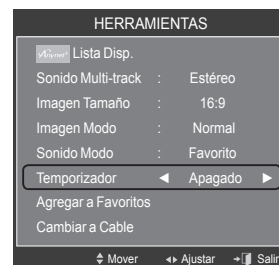 HERRAMIENTAS
Anynet+ Lista Disp.
Sonido Multi-track : Estéreo
Imagen Tamaño : 16:9
Imagen Modo : Normal
Sonido Modo : Favorito
Temporizador ◄ Apagado ►
Agregar a Favoritos
Cambiar a Cable
Mover Ajustar Salir